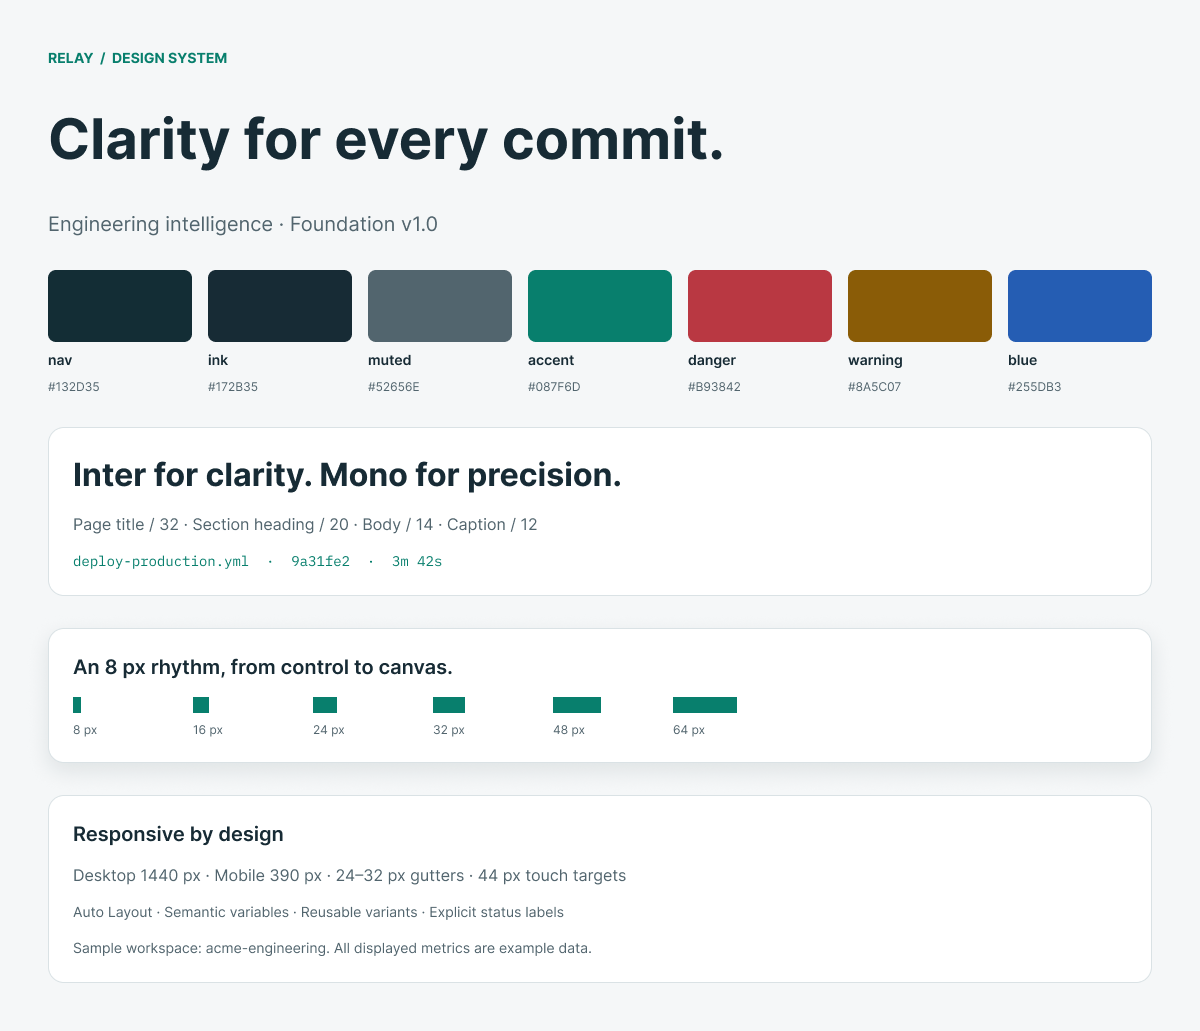 RELAY / DESIGN SYSTEM
Clarity for every commit.
Engineering intelligence · Foundation v1.0
nav ink muted accent danger warning blue
#132D35 #172B35 #52656E #087F6D #B93842 #8A5C07 #255DB3
Inter for clarity. Mono for precision.
Page title / 32 · Section heading / 20 · Body / 14 · Caption / 12
deploy-production.yml · 9a31fe2 · 3m 42s
An 8 px rhythm, from control to canvas.
8 px 16 px 24 px 32 px 48 px 64 px
Responsive by design
Desktop 1440 px · Mobile 390 px · 24–32 px gutters · 44 px touch targets
Auto Layout · Semantic variables · Reusable variants · Explicit status labels
Sample workspace: acme-engineering. All displayed metrics are example data.